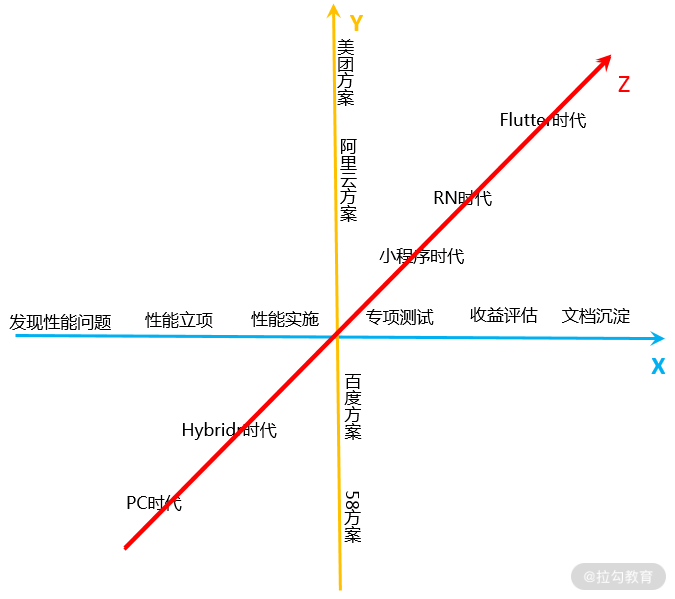 Y
美团方案
Z
Flutter时代
阿里云方案
RN时代
小程序时代
发现性能问题
性能立项
性能实施
专项测试
收益评估
文档沉淀
X
百度方案
Hybridr时代
58方案
PC时代
@拉勾教育